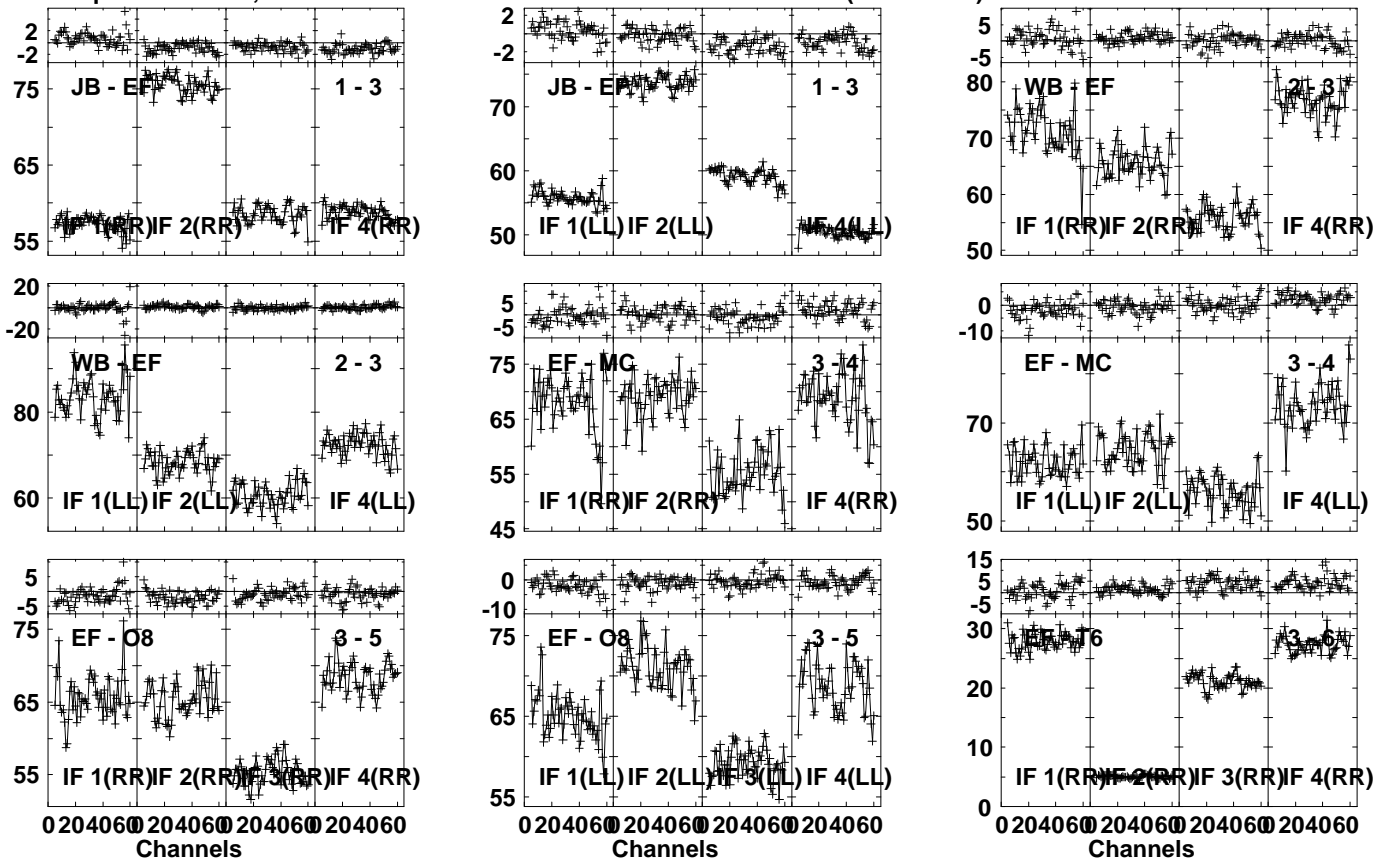 2
-2
75
65
55
JB - EF
1 - 3
IF 1(RR) IF 2(RR) IF 4(RR)
2
-2
70
60
50
JB - EF
1 - 3
IF 1(LL) IF 2(LL) IF 4(LL)
5
-5
80
70
60
50
WB - EF
2 - 3
IF 1(RR) IF 2(RR) IF 4(RR)
20
-20
80
60
WB - EF
2 - 3
IF 1(LL) IF 2(LL) IF 4(LL)
5
-5
75
65
55
45
EF - MC
3 - 4
IF 1(RR) IF 2(RR) IF 4(RR)
0
-10
70
50
EF - MC
3 - 4
IF 1(LL) IF 2(LL) IF 4(LL)
5
-5
75
65
55
EF - O8
3 - 5
IF 1(RR) IF 2(RR) IF 3(RR) IF 4(RR)
0 204060 0 204060 0 204060 0 204060
Channels
0
-10
75
65
55
EF - O8
3 - 5
IF 1(LL) IF 2(LL) IF 3(LL) IF 4(LL)
0 204060 0 204060 0 204060 0 204060
Channels
15
5
-5
30
20
10
0
EF - T6
3 - 6
IF 1(RR) IF 2(RR) IF 3(RR) IF 4(RR)
0 204060 0 204060 0 204060 0 204060
Channels